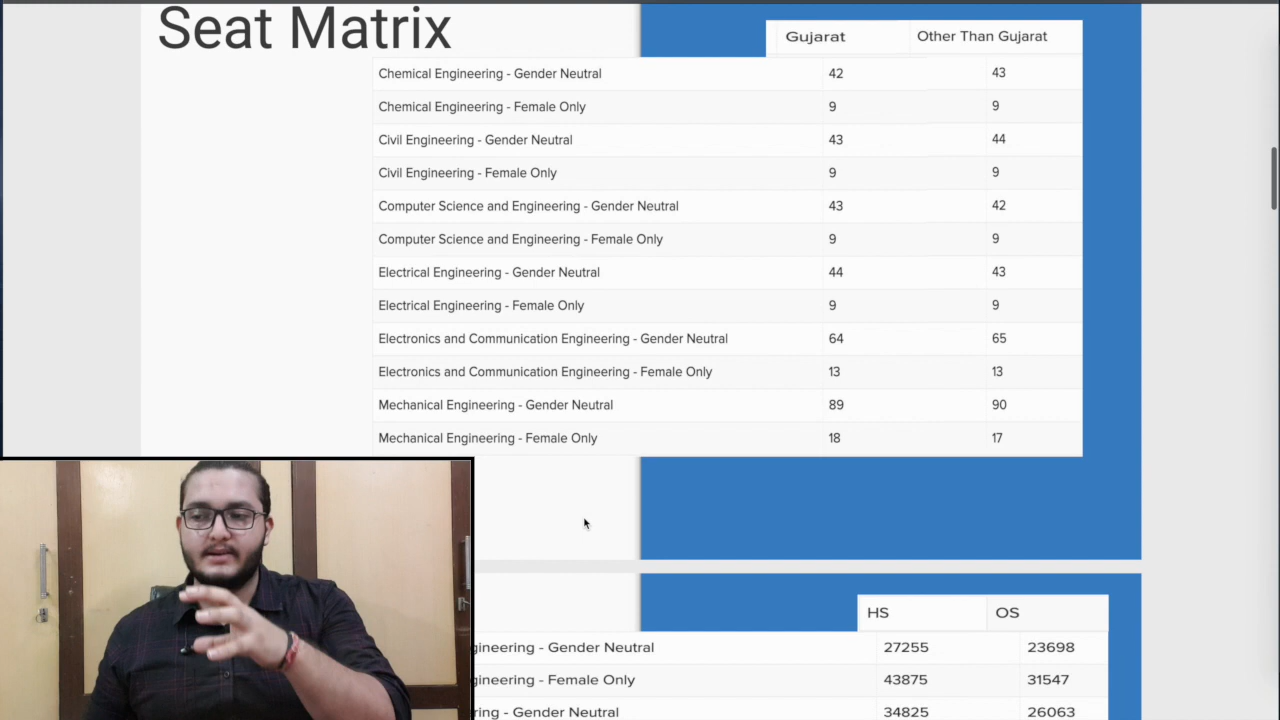 Seat Matrix
Gujarat Other Than Gujarat
Chemical Engineering - Gender Neutral 42 43
Chemical Engineering - Female Only 9 9
Civil Engineering - Gender Neutral 43 44
Civil Engineering - Female Only 9 9
Computer Science and Engineering - Gender Neutral 43 42
Computer Science and Engineering - Female Only 9 9
Electrical Engineering - Gender Neutral 44 43
Electrical Engineering - Female Only 9 9
Electronics and Communication Engineering - Gender Neutral 64 65
Electronics and Communication Engineering - Female Only 13 13
Mechanical Engineering - Gender Neutral 89 90
Mechanical Engineering - Female Only 18 17
HS OS
gineering - Gender Neutral 27255 23698
gineering - Female Only 43875 31547
ring - Gender Neutral 34825 26063